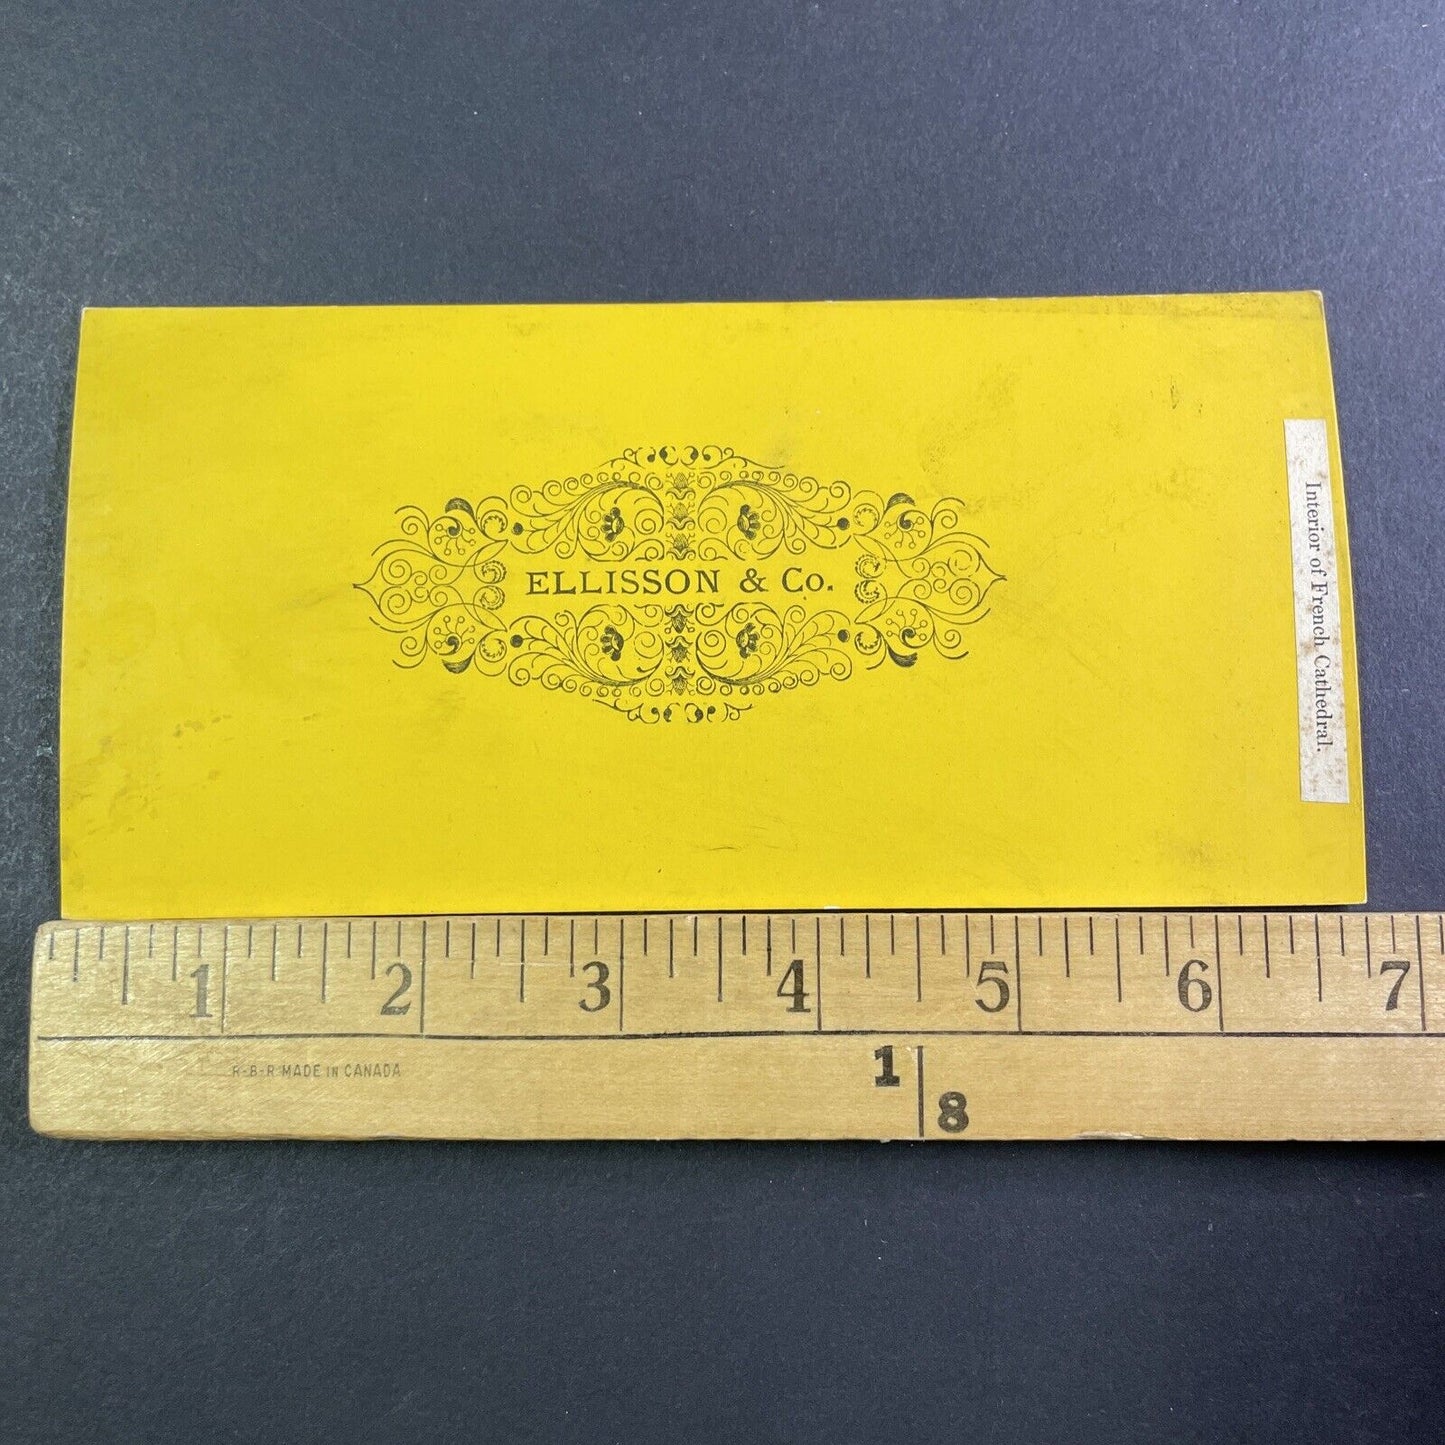 ELLISSON & Co.
Interior of French Cathedral.
1 2 3 4 5 6 7
R-B-R MADE IN CANADA
1
8